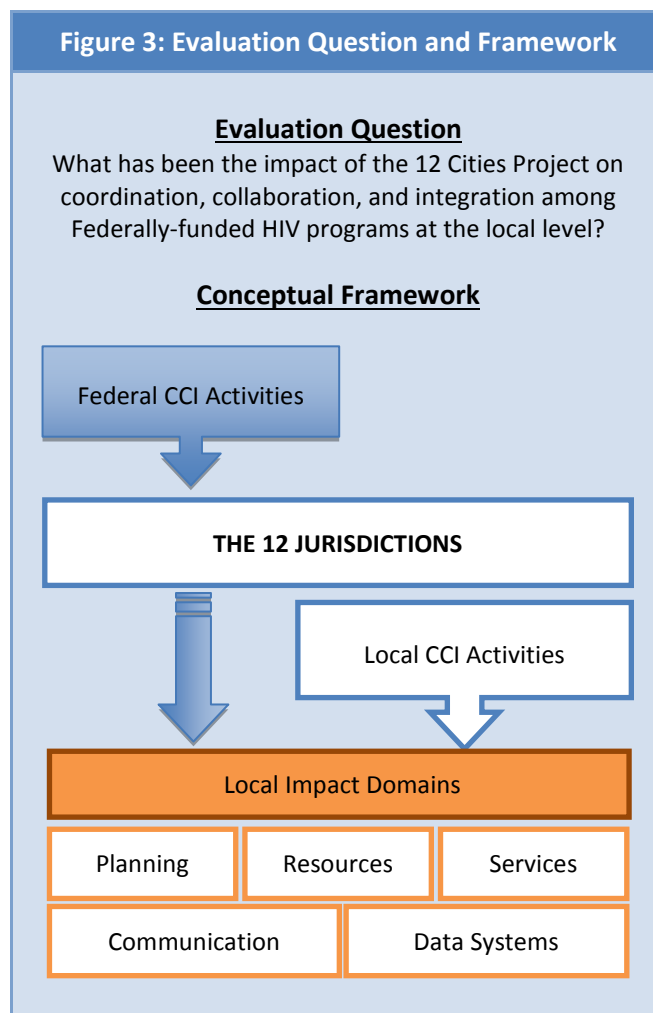 Figure 3: Evaluation Question and Framework
Evaluation Question
What has been the impact of the 12 Cities Project on
coordination, collaboration, and integration among
Federally-funded HIV programs at the local level?
Conceptual Framework
Federal CCI Activities
THE 12 JURISDICTIONS
Local CCI Activities
Local Impact Domains
Planning
Resources
Services
Communication
Data Systems